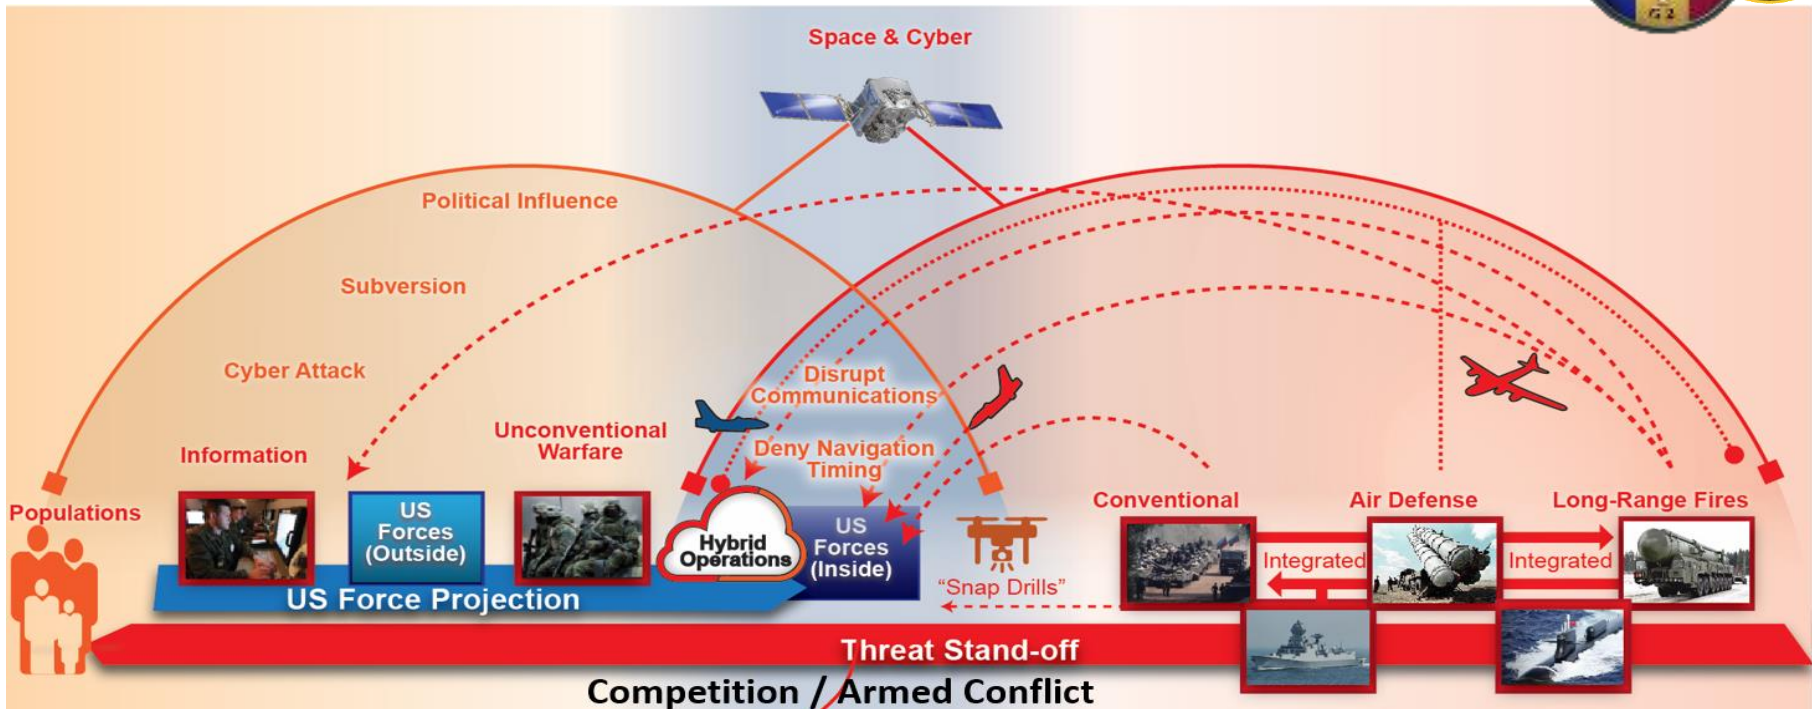 G 2
Space & Cyber
Political Influence
Subversion
Cyber Attack
Disrupt
Communications
Unconventional
Warfare
Information
Deny Navigation
Timing
Populations
US
Forces
(Outside)
Hybrid
Operations
US
Forces
(Inside)
Conventional
Air Defense
Long-Range Fires
Integrated
Integrated
"Snap Drills"
US Force Projection
Threat Stand-off
Competition / Armed Conflict